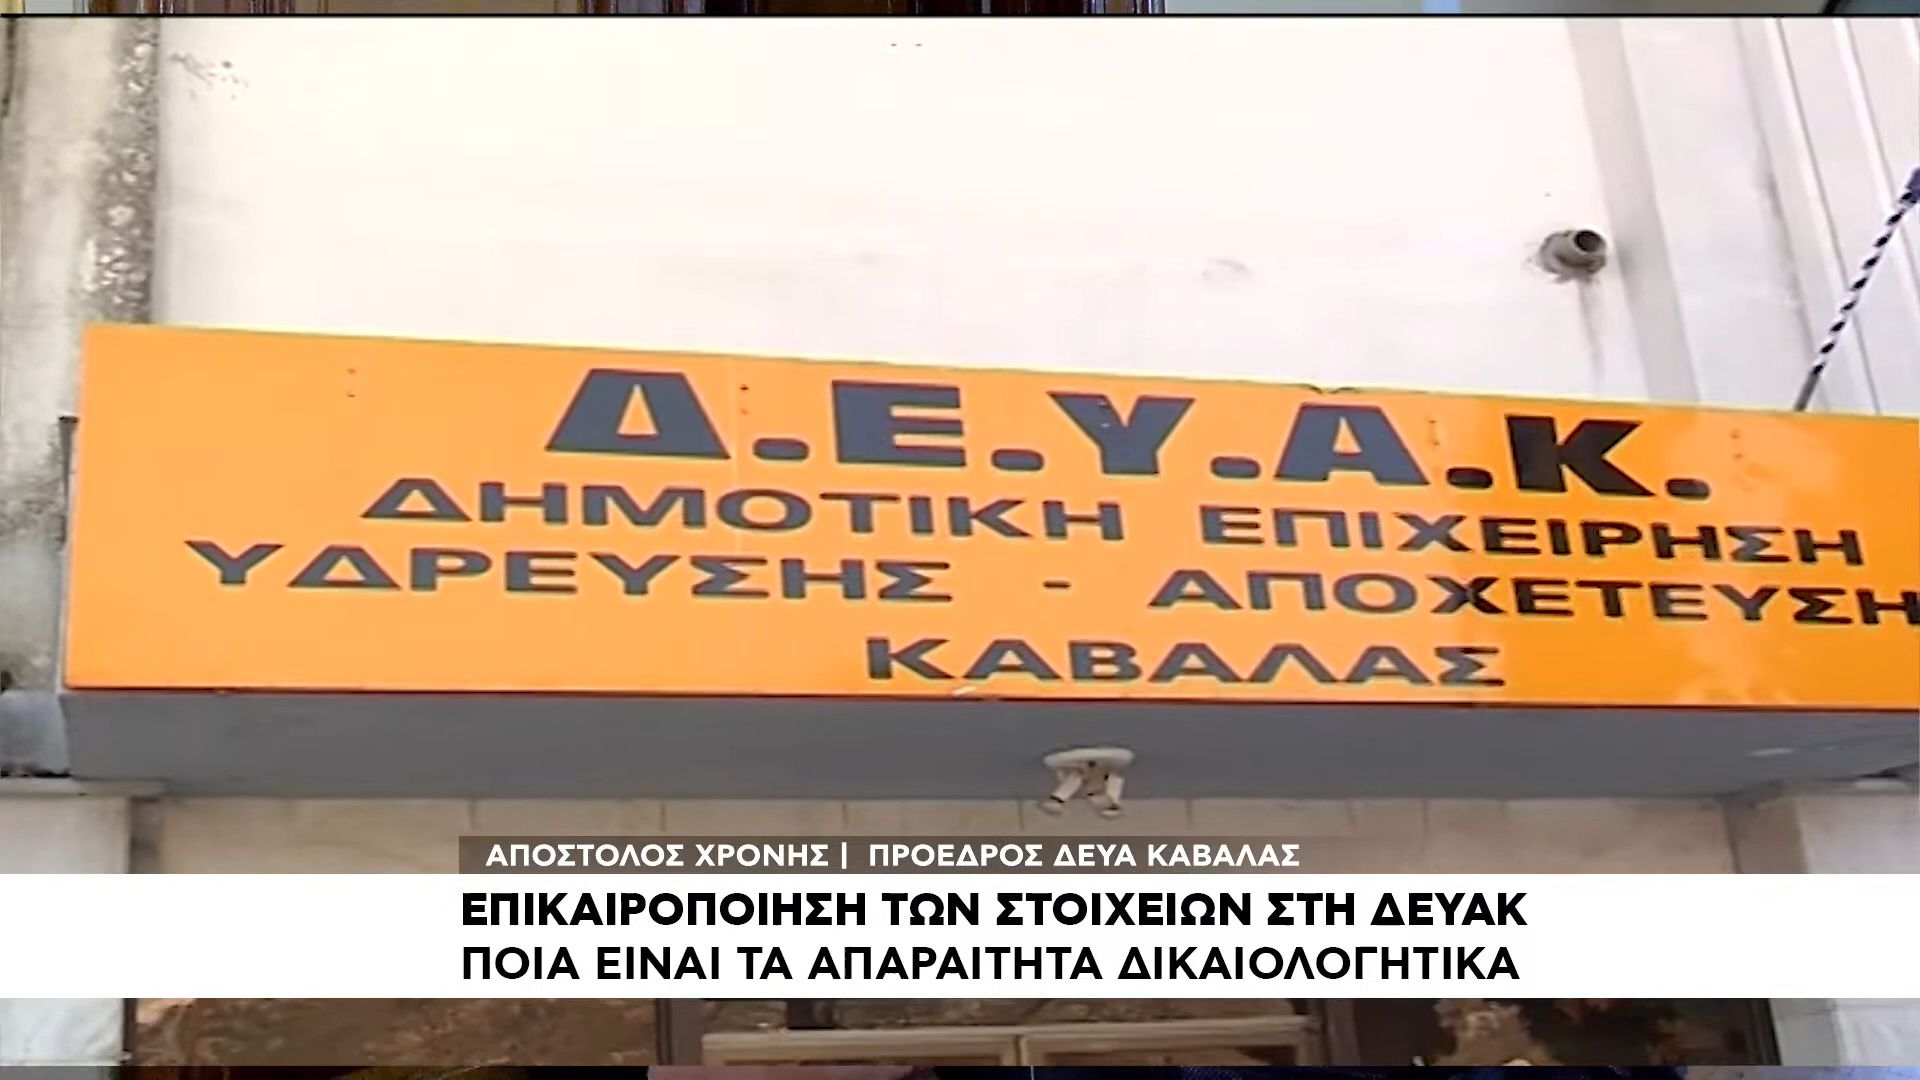 Δ.Ε.Υ.Α.Κ.
ΔΗΜΟΤΙΚΗ ΕΠΙΧΕΙΡΗΣΗ
ΥΔΡΕΥΣΗΣ - ΑΠΟΧΕΤΕΥΣΗ
ΚΑΒΑΛΑΣ
ΑΠΟΣΤΟΛΟΣ ΧΡΟΝΗΣ | ΠΡΟΕΔΡΟΣ ΔΕΥΑ ΚΑΒΑΛΑΣ
ΕΠΙΚΑΙΡΟΠΟΙΗΣΗ ΤΩΝ ΣΤΟΙΧΕΙΩΝ ΣΤΗ ΔΕΥΑΚ
ΠΟΙΑ ΕΙΝΑΙ ΤΑ ΑΠΑΡΑΙΤΗΤΑ ΔΙΚΑΙΟΛΟΓΗΤΙΚΑ